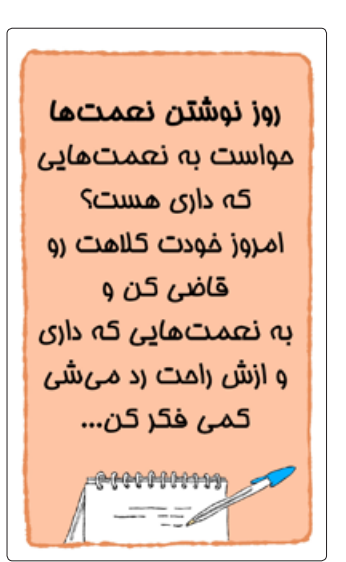 روز نوشتن نعمت‌ها
حواست به نعمت‌هایی
که داری هست؟
امروز خودت کلاهت رو
قاضی کن و
به نعمت‌هایی که داری
و ازش راحت رد می‌شی
کمی فکر کن...